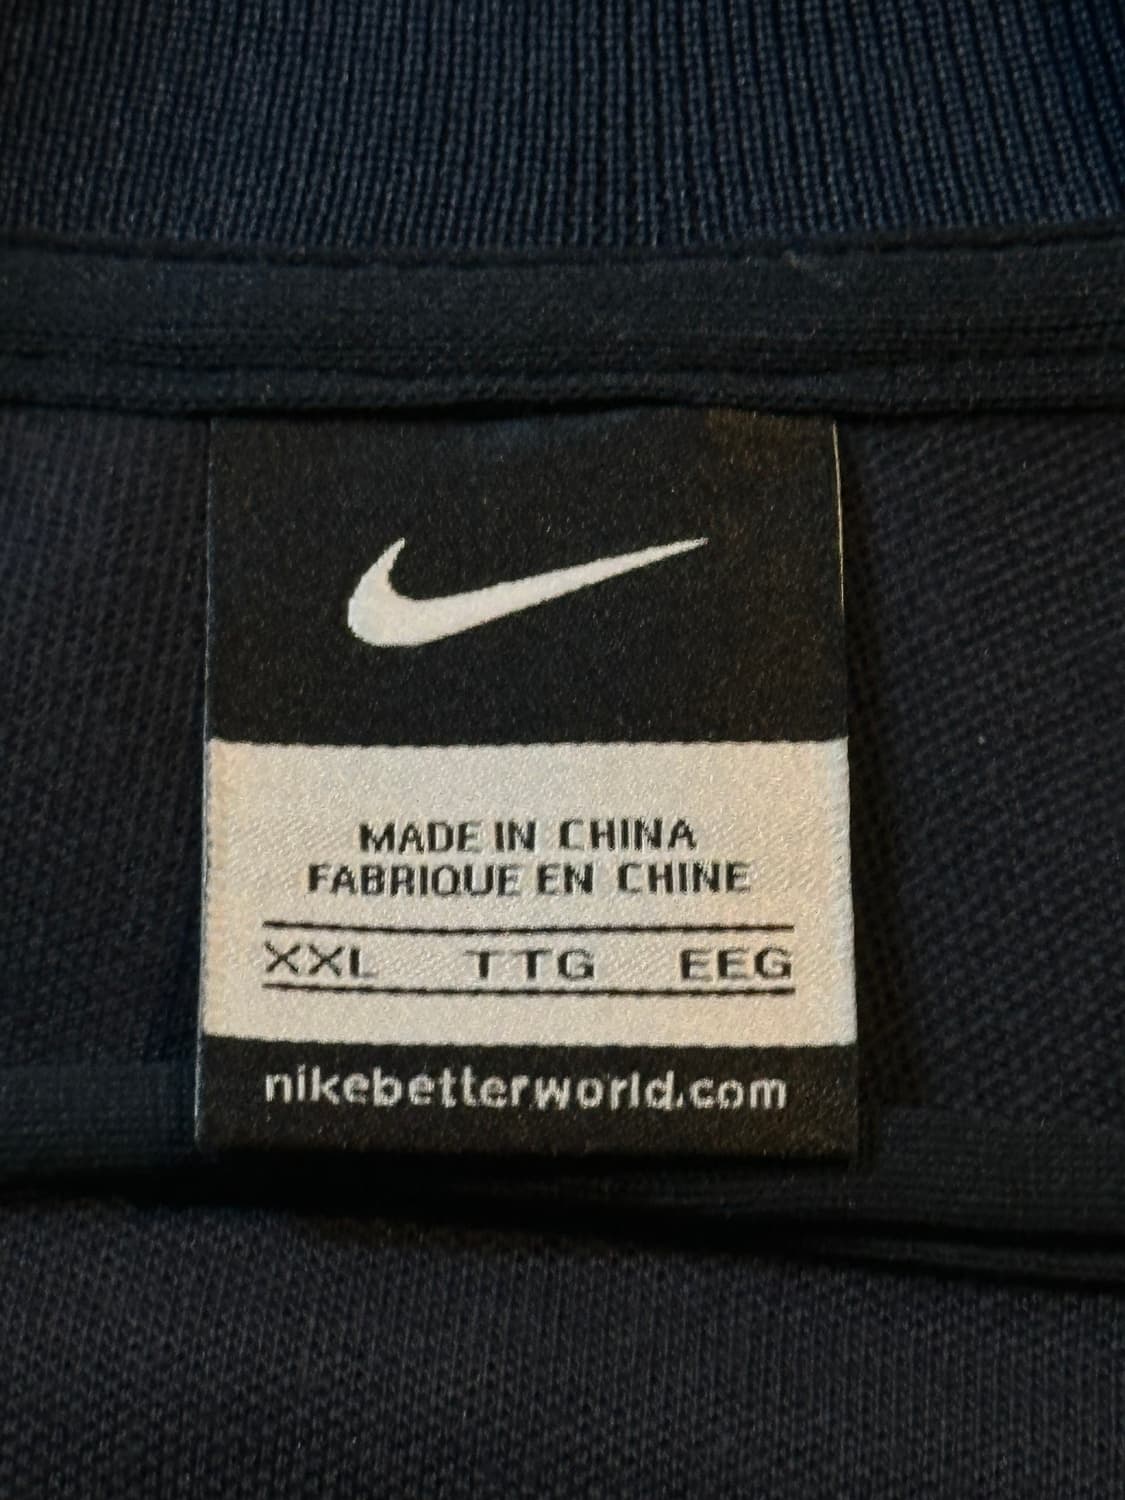 MADE IN CHINA
FABRIQUE EN CHINE
XXL TTG EEG
nikebetterworld.com